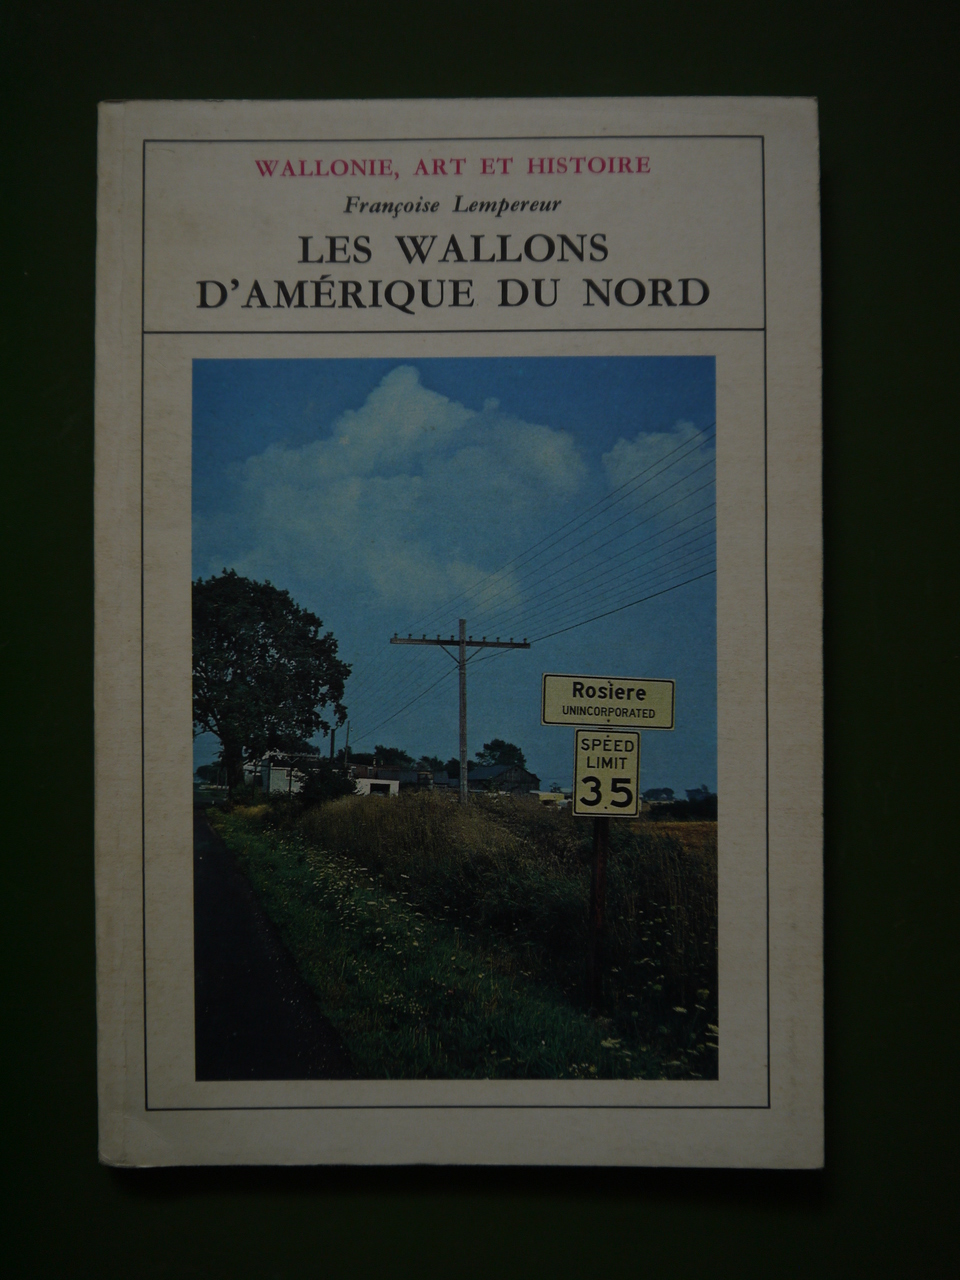 WALLONIE, ART ET HISTOIRE
Françoise Lempereur
LES WALLONS
D'AMÉRIQUE DU NORD
Rosiere
UNINCORPORATED
SPEED
LIMIT
35